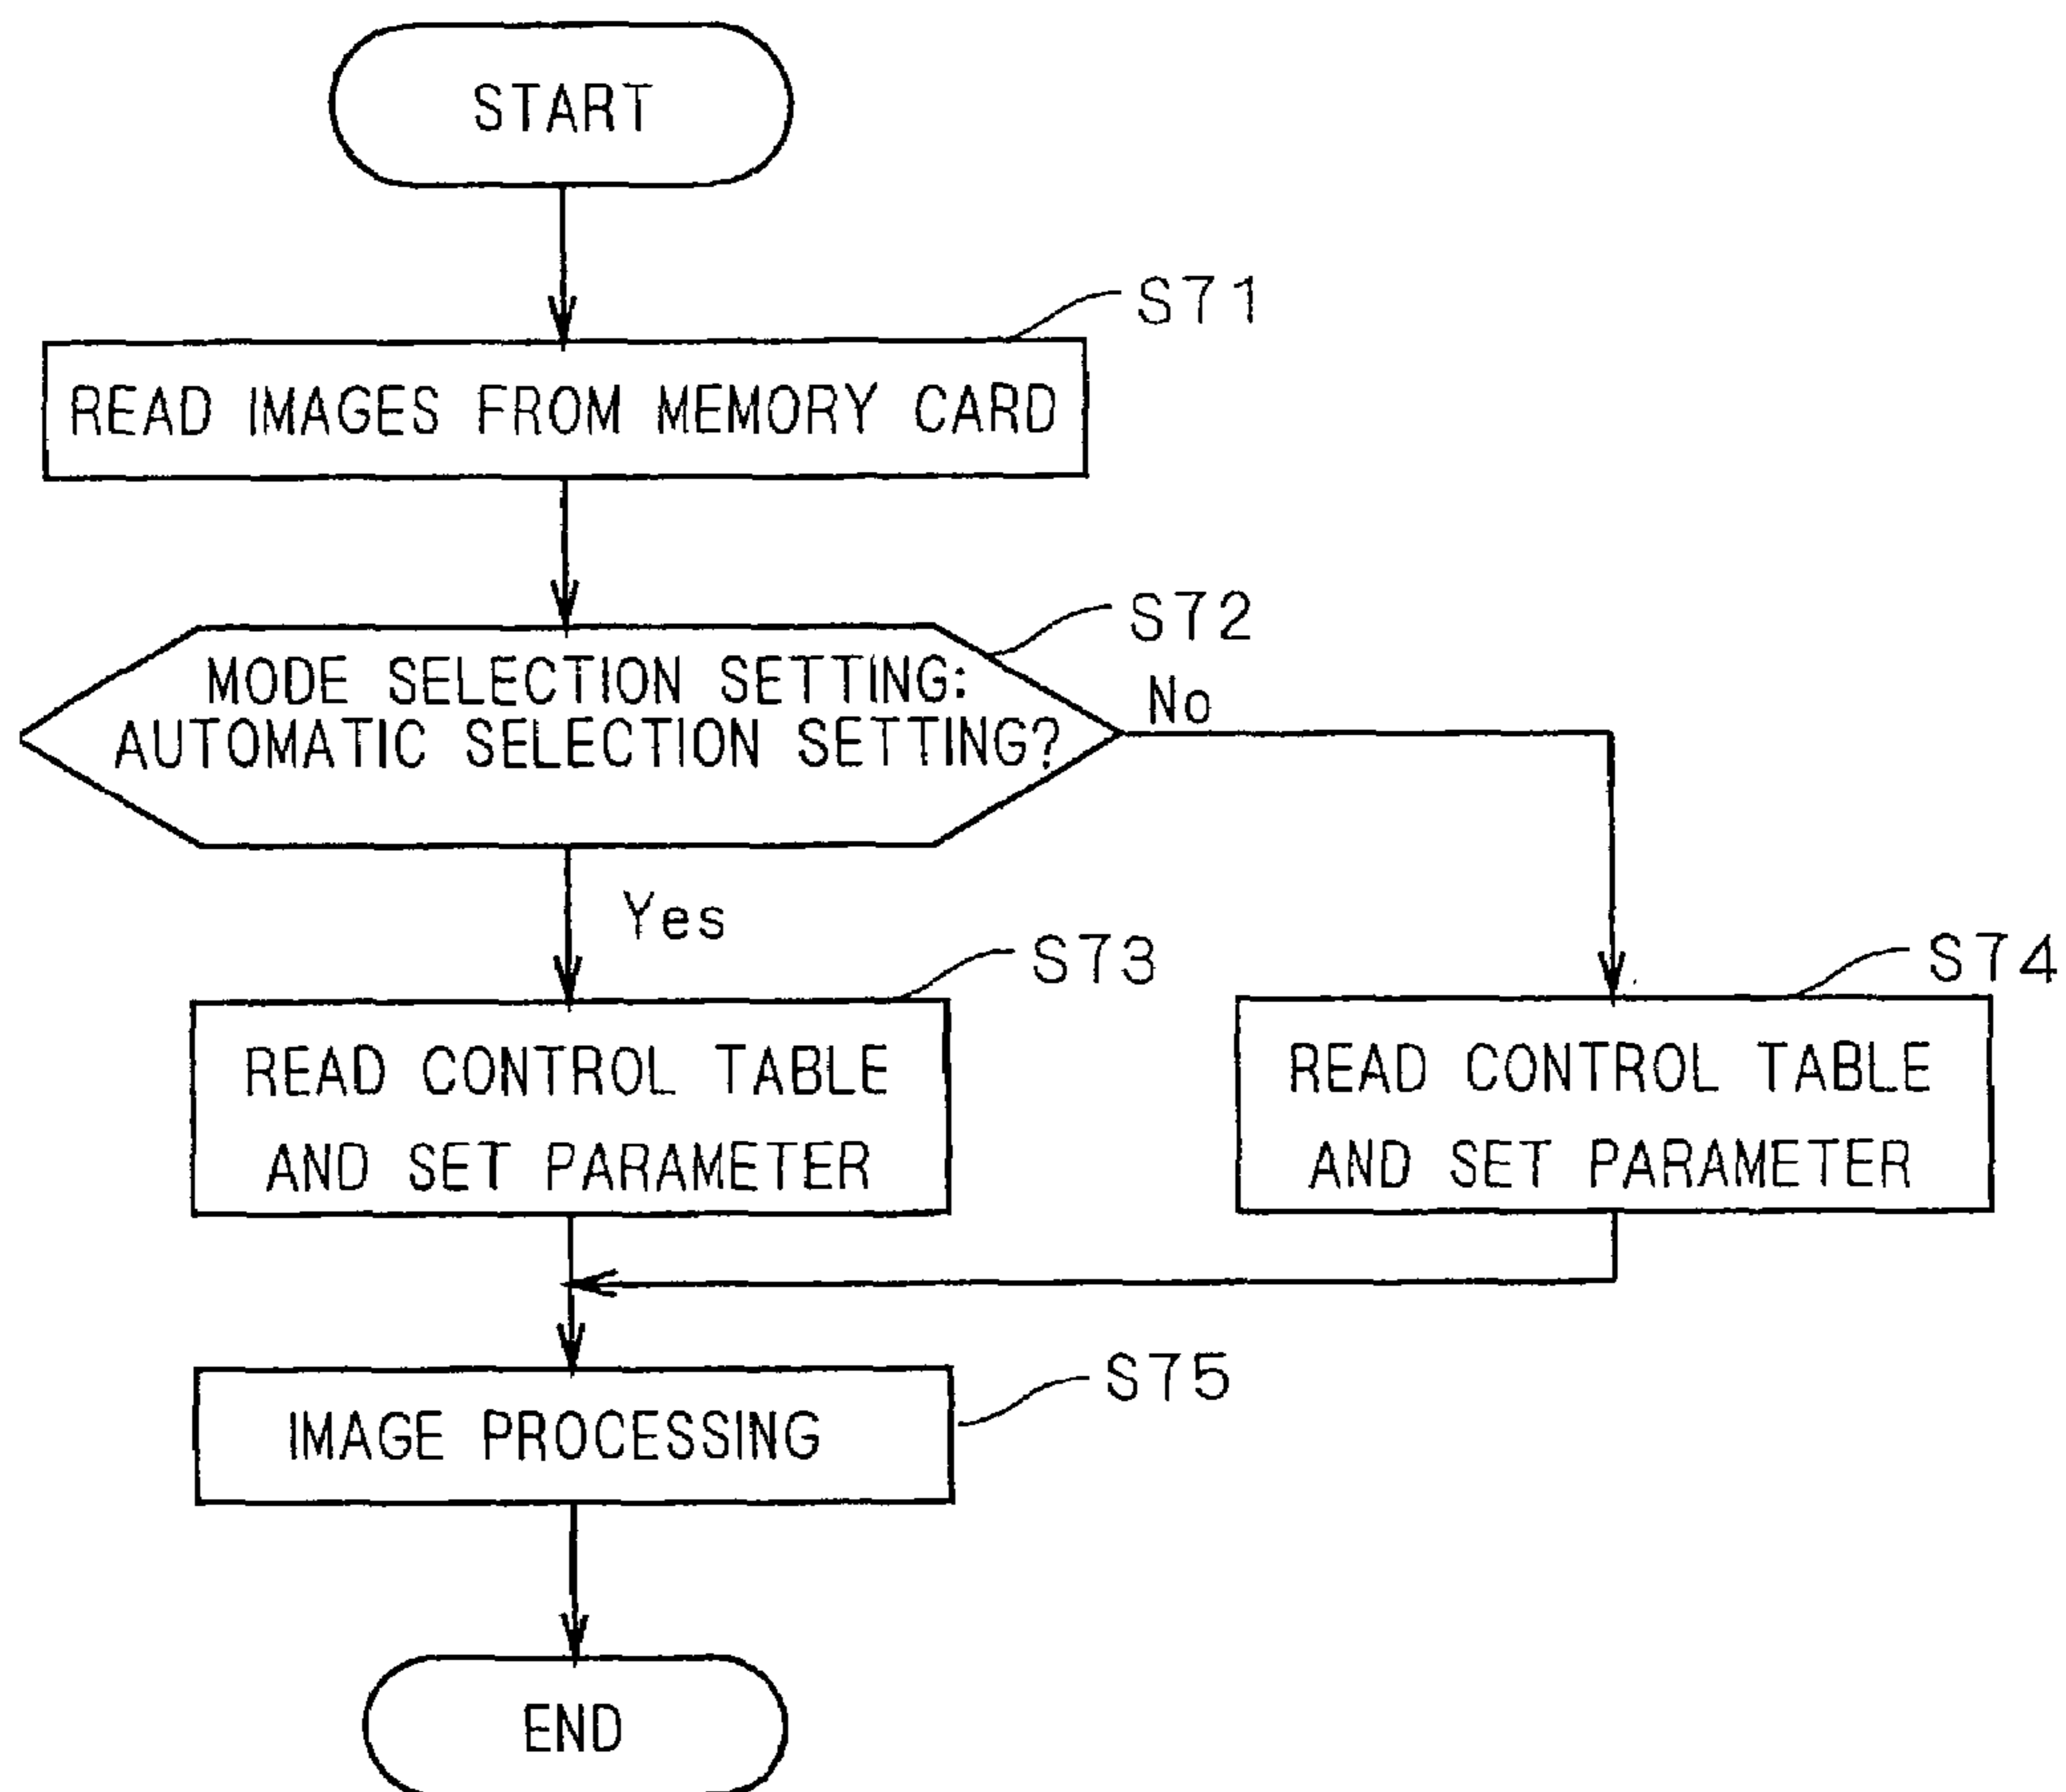 START
S71
READ IMAGES FROM MEMORY CARD
S72
MODE SELECTION SETTING:
AUTOMATIC SELECTION SETTING?
No
Yes
S73
READ CONTROL TABLE
AND SET PARAMETER
S74
READ CONTROL TABLE
AND SET PARAMETER
S75
IMAGE PROCESSING
END